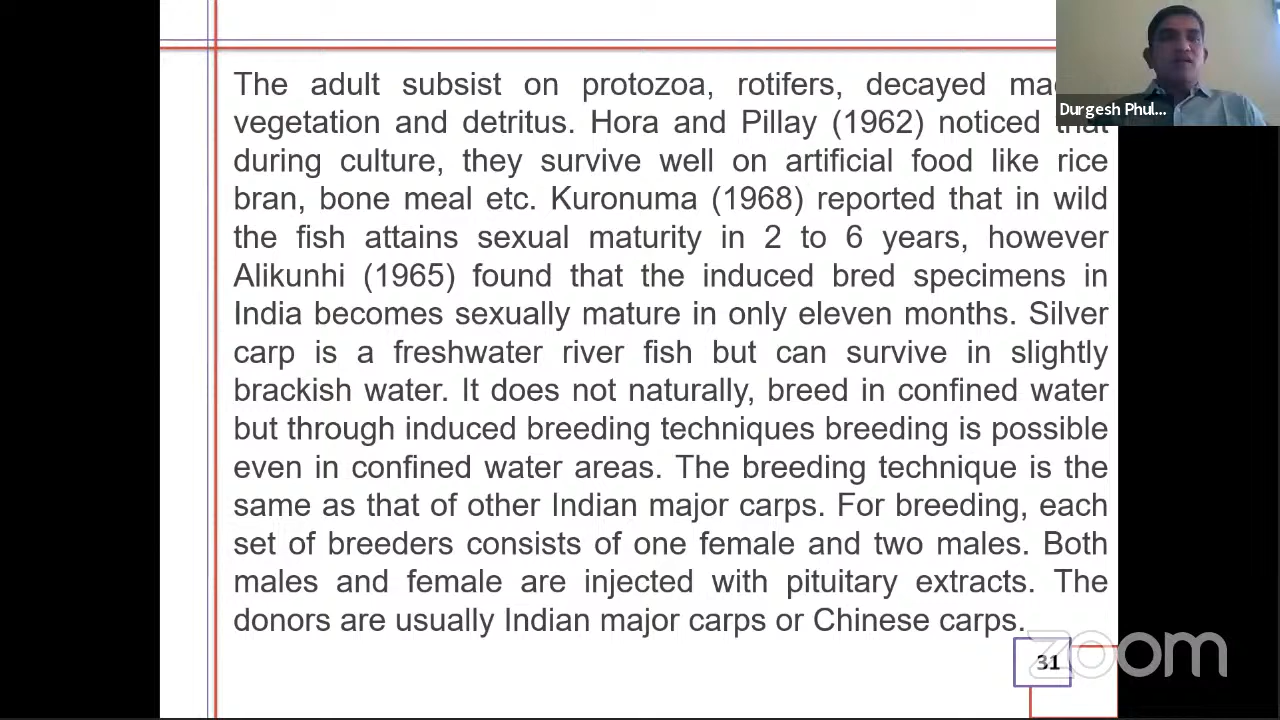 The adult subsist on protozoa, rotifers, decayed
vegetation and detritus. Hora and Pillay (1962) noticed that
during culture, they survive well on artificial food like rice
bran, bone meal etc. Kuronuma (1968) reported that in wild
the fish attains sexual maturity in 2 to 6 years, however
Alikunhi (1965) found that the induced bred specimens in
India becomes sexually mature in only eleven months. Silver
carp is a freshwater river fish but can survive in slightly
brackish water. It does not naturally, breed in confined water
but through induced breeding techniques breeding is possible
even in confined water areas. The breeding technique is the
same as that of other Indian major carps. For breeding, each
set of breeders consists of one female and two males. Both
males and female are injected with pituitary extracts. The
donors are usually Indian major carps or Chinese carps.
Durgesh Phul...
31
zoom